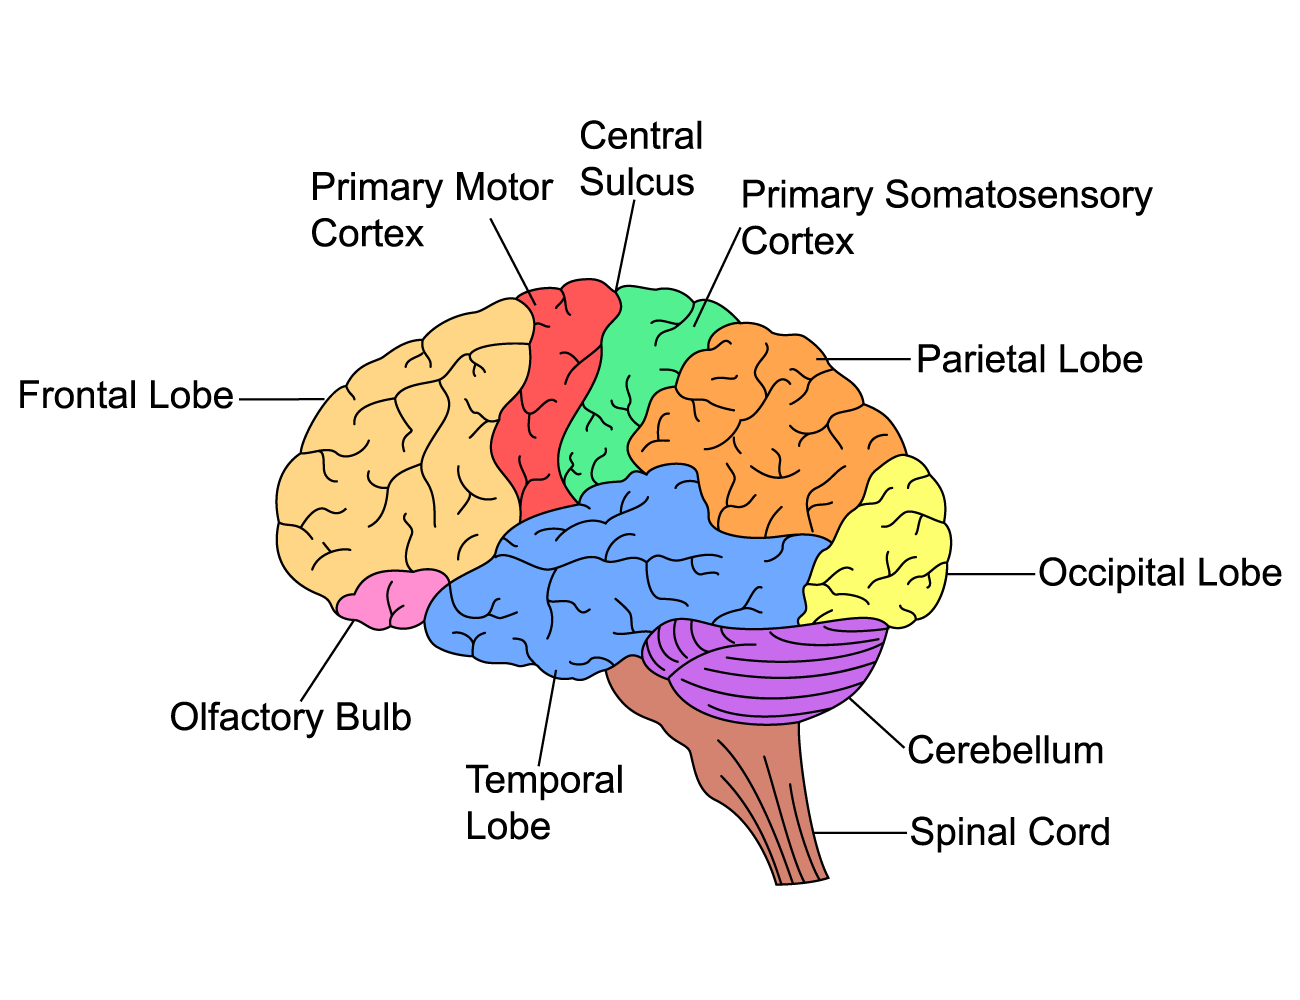 Central
Sulcus
Primary Motor
Cortex
Primary Somatosensory
Cortex
Parietal Lobe
Frontal Lobe
Occipital Lobe
Olfactory Bulb
Temporal
Lobe
Cerebellum
Spinal Cord